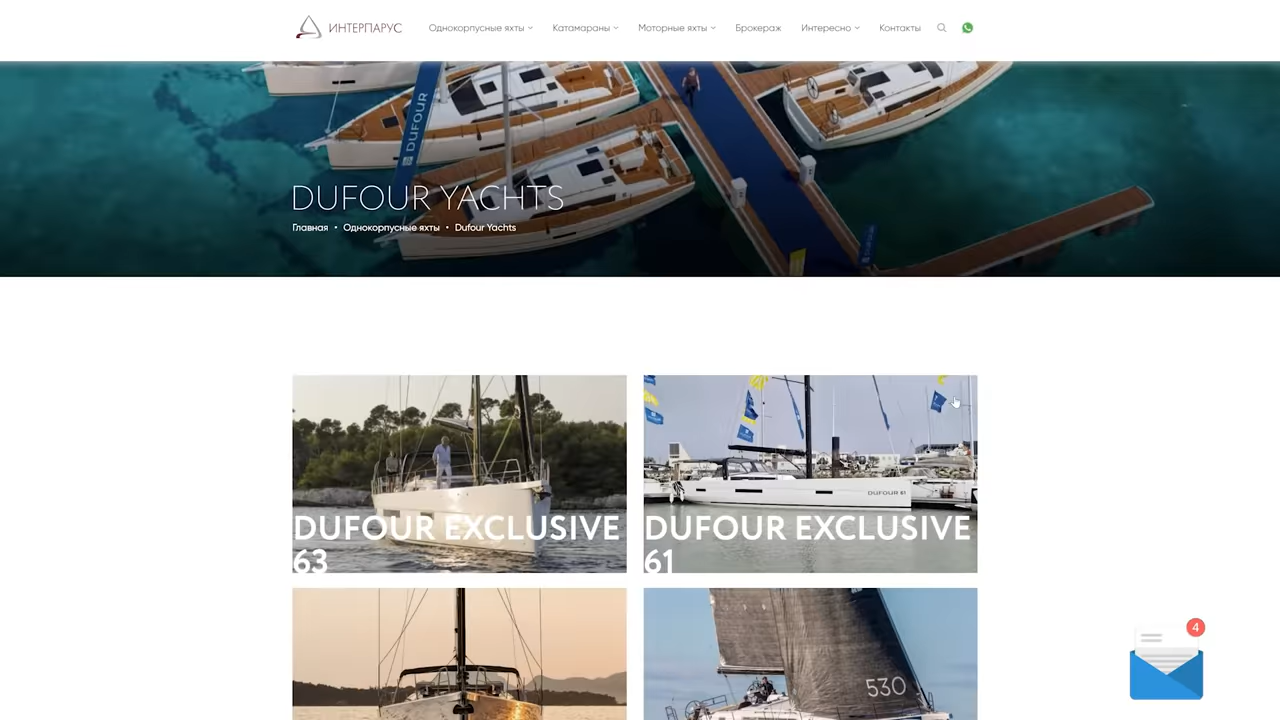 ИНТЕРПАРУС
Однокорпусные яхты Катамараны Моторные яхты Брокераж Интересно Контакты
DUFOUR
DUFOUR YACHTS
Главная • Однокорпусные яхты • Dufour Yachts
DUFOUR 61
DUFOUR EXCLUSIVE
63
DUFOUR EXCLUSIVE
61
530
4